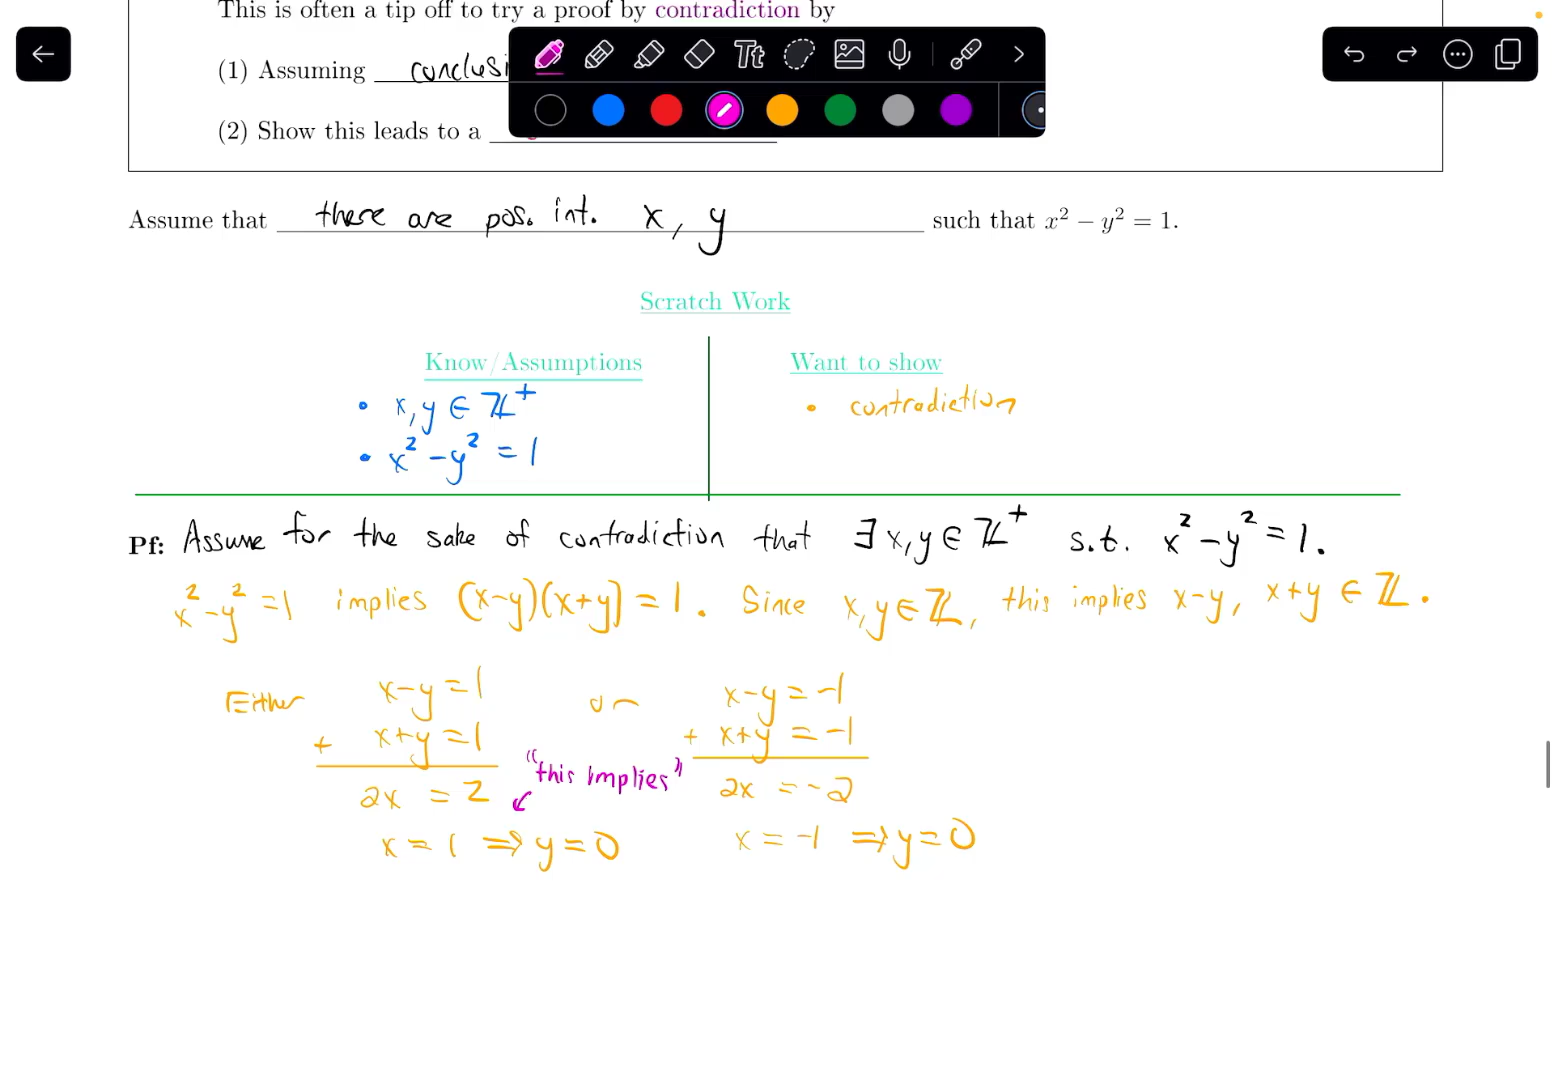 This is often a tip off to try a proof by contradiction by
(1) Assuming conclusi
(2) Show this leads to a
Tt
Assume that there are pos. int. x, y such that x² − y² = 1.
Scratch Work
Know/Assumptions Want to show
• x, y ∈ ℤ⁺ • contradiction
• x² − y² = 1
Pf: Assume for the sake of contradiction that ∃ x, y ∈ ℤ⁺ s.t. x² − y² = 1.
x² − y² = 1 implies (x−y)(x+y) = 1. Since x, y ∈ ℤ, this implies x−y, x+y ∈ ℤ.
Either x−y = 1 or x−y = −1
+ x+y = 1 + x+y = −1
"this implies"
2x = 2 2x = −2
x = 1 ⇒ y = 0 x = −1 ⇒ y = 0